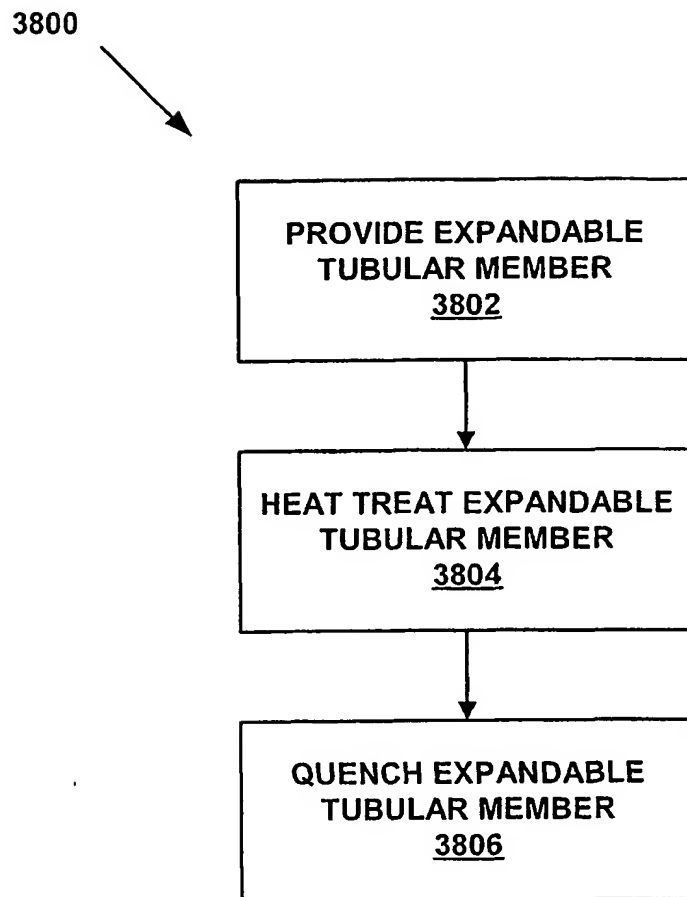 3800
PROVIDE EXPANDABLE
TUBULAR MEMBER
3802
HEAT TREAT EXPANDABLE
TUBULAR MEMBER
3804
QUENCH EXPANDABLE
TUBULAR MEMBER
3806